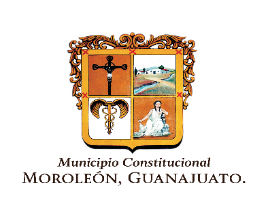 Municipio Constitucional
MOROLEÓN, GUANAJUATO.